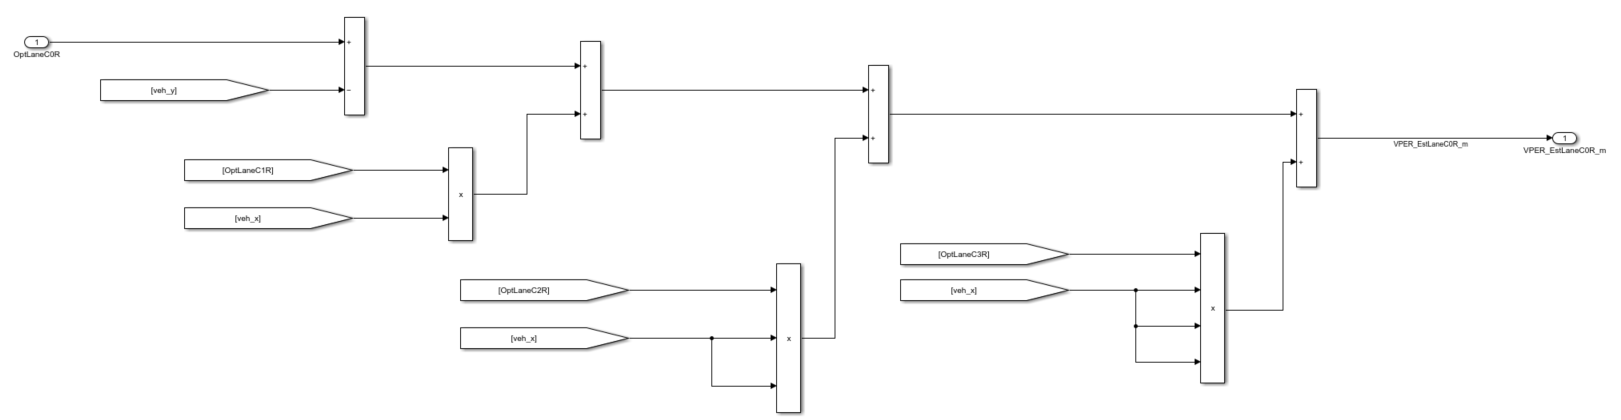 1
OptLaneC0R
+
[veh_y]
−
+
+
[OptLaneC1R]
x
[veh_x]
+
+
[OptLaneC2R]
x
[veh_x]
+
+
VPER_EstLaneC0R_m
1
VPER_EstLaneC0R_m
[OptLaneC3R]
[veh_x]
x